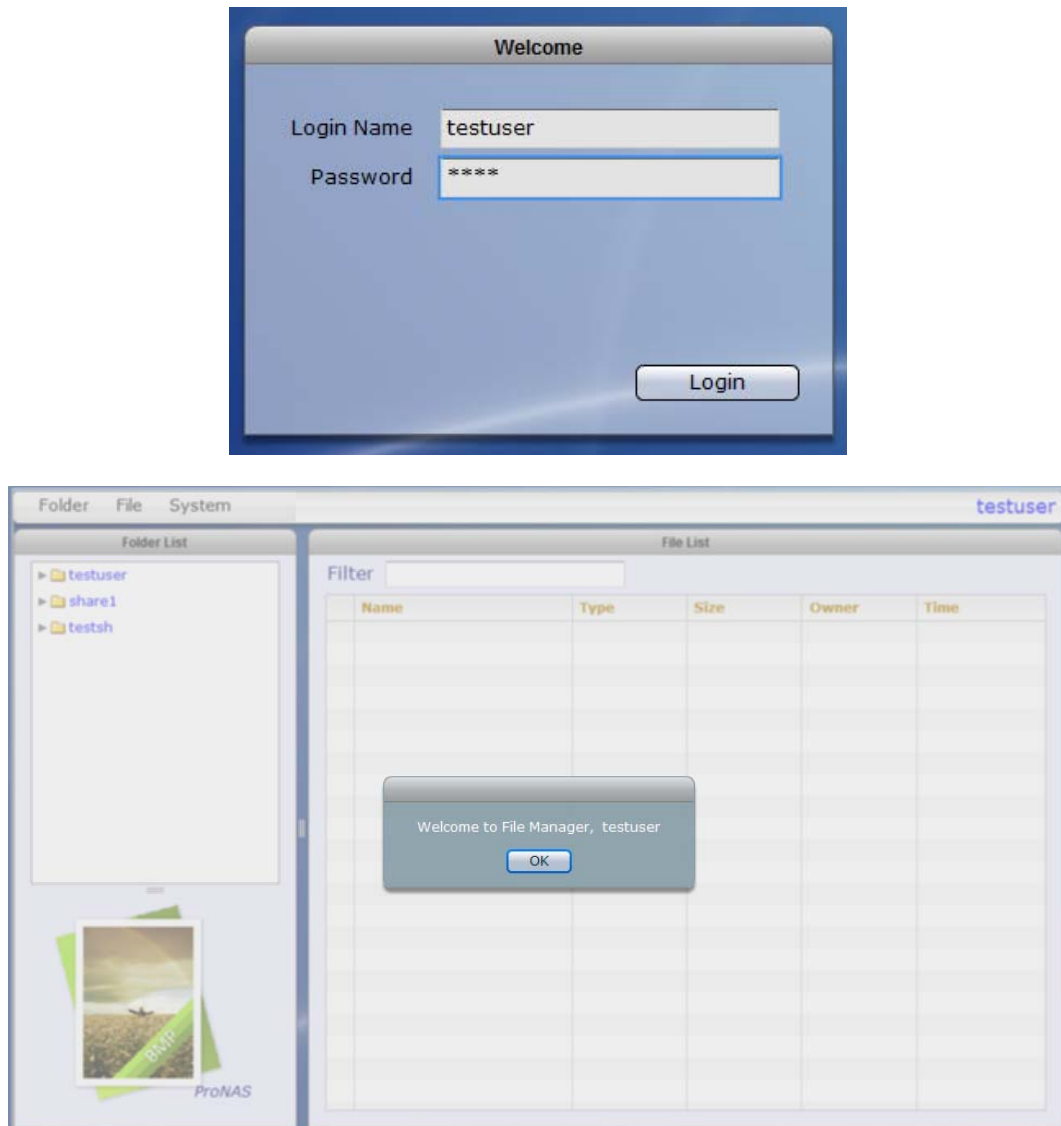 Welcome
Login Name testuser
Password ****
Login
Folder File System testuser
Folder List
File List
testuser
share1
testsh
Filter
Name Type Size Owner Time
Welcome to File Manager, testuser
OK
BMP
ProNAS